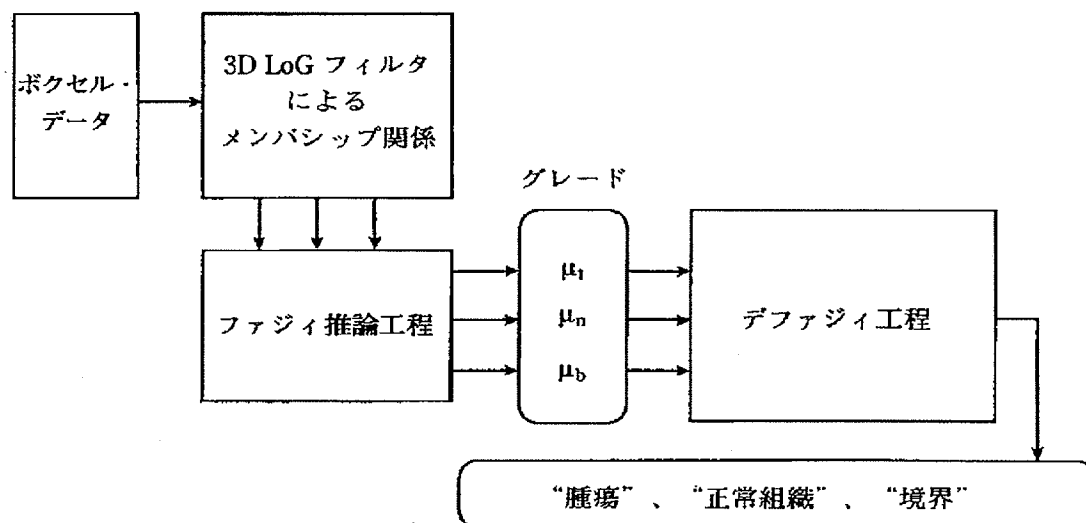 ボクセル・
データ
3D LoG フィルタ
による
メンバシップ関係
グレード
ファジィ推論工程
μt
μn
μb
デファジィ工程
“腫瘍”、“正常組織”、“境界”